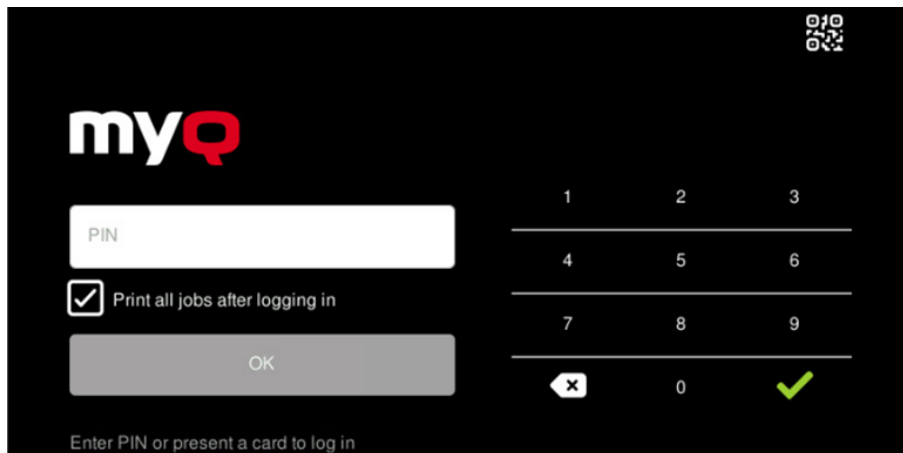 myQ
PIN
Print all jobs after logging in
OK
Enter PIN or present a card to log in
1 2 3
4 5 6
7 8 9
0